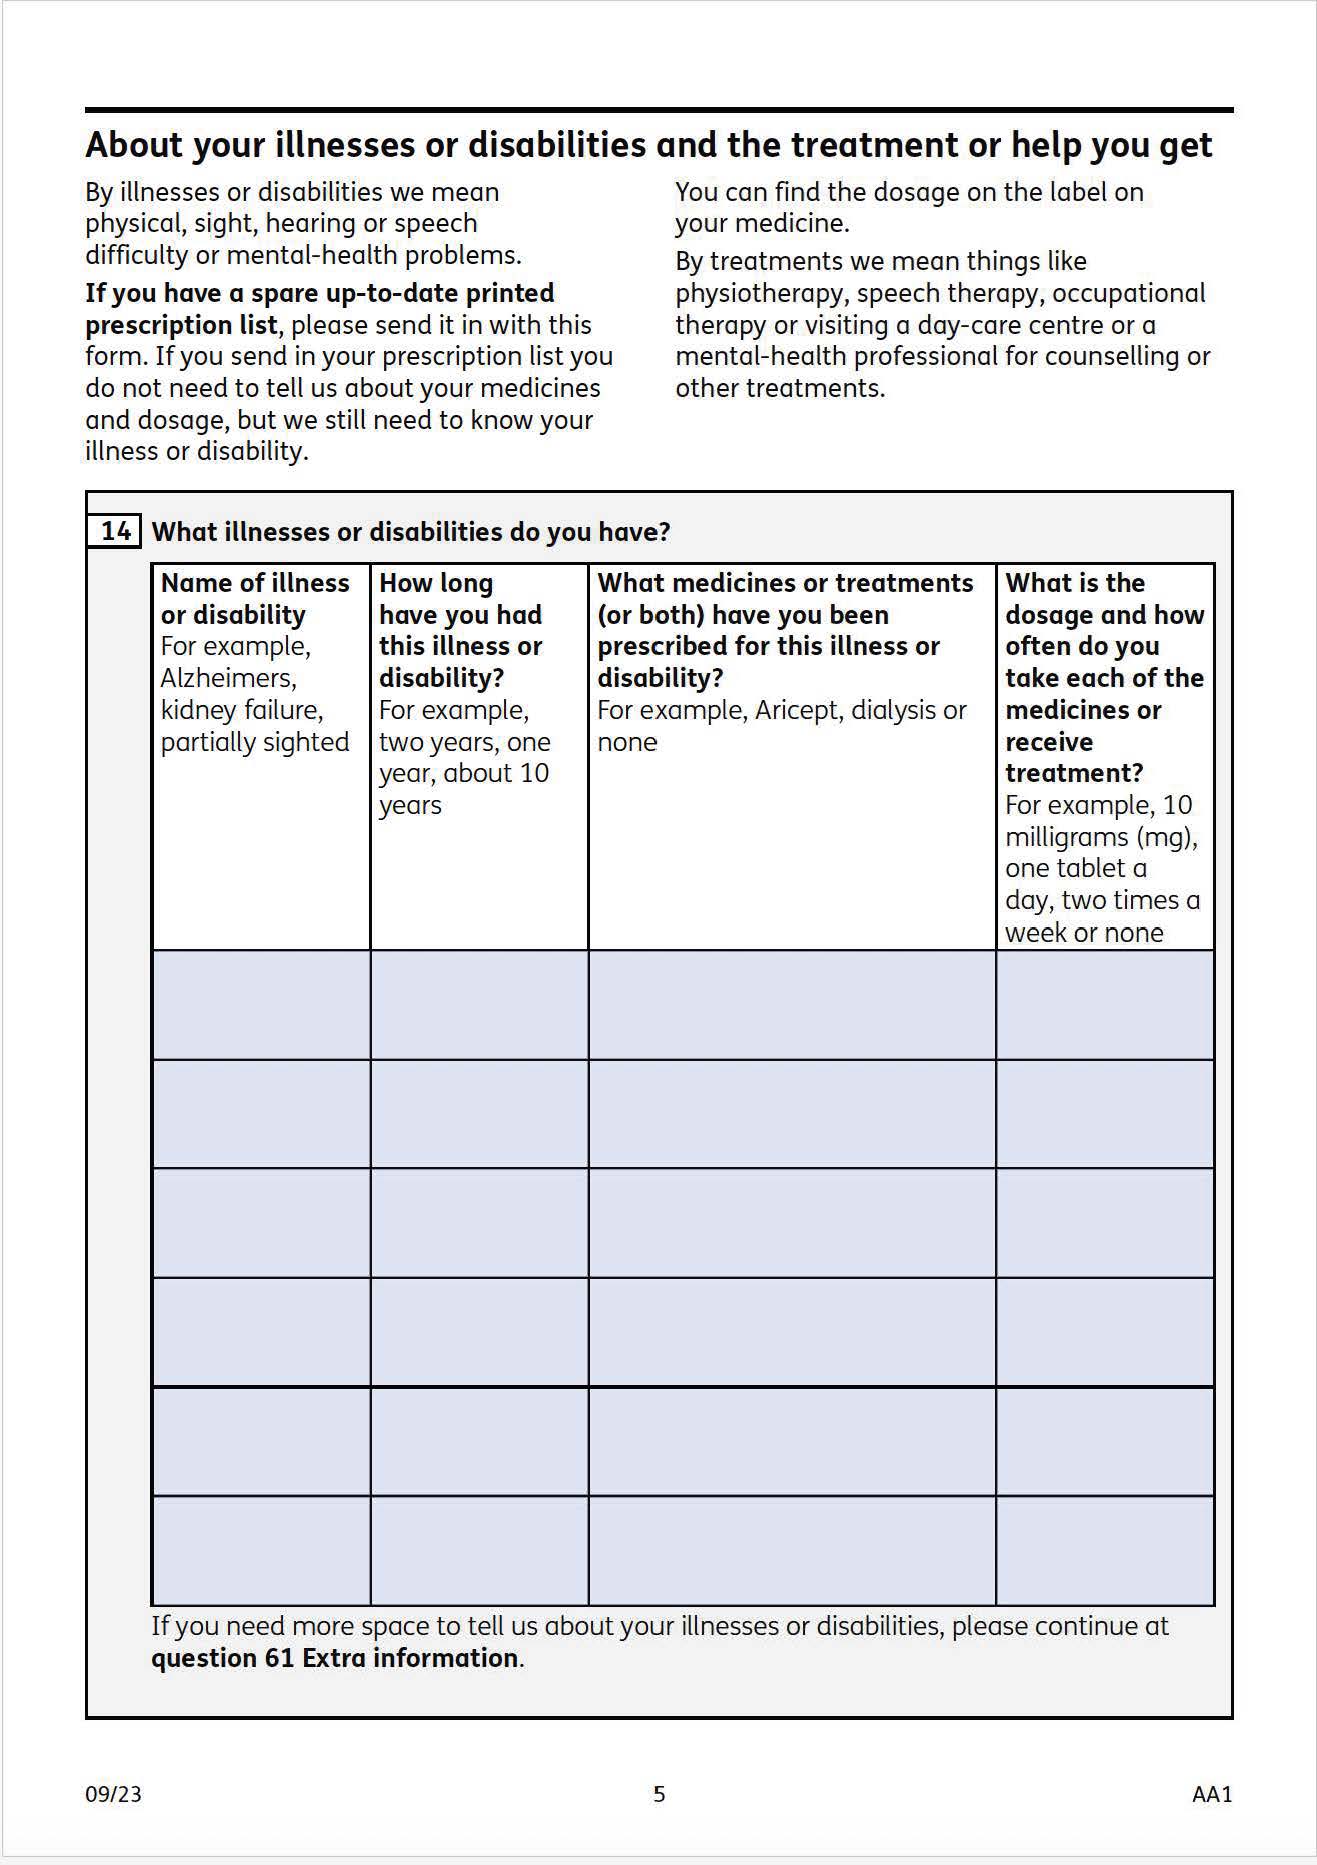 About your illnesses or disabilities and the treatment or help you get
By illnesses or disabilities we mean
physical, sight, hearing or speech
difficulty or mental-health problems.
If you have a spare up-to-date printed
prescription list, please send it in with this
form. If you send in your prescription list you
do not need to tell us about your medicines
and dosage, but we still need to know your
illness or disability.
You can find the dosage on the label on
your medicine.
By treatments we mean things like
physiotherapy, speech therapy, occupational
therapy or visiting a day-care centre or a
mental-health professional for counselling or
other treatments.
14 What illnesses or disabilities do you have?
Name of illness
or disability
For example,
Alzheimers,
kidney failure,
partially sighted
How long
have you had
this illness or
disability?
For example,
two years, one
year, about 10
years
What medicines or treatments
(or both) have you been
prescribed for this illness or
disability?
For example, Aricept, dialysis or
none
What is the
dosage and how
often do you
take each of the
medicines or
receive
treatment?
For example, 10
milligrams (mg),
one tablet a
day, two times a
week or none
If you need more space to tell us about your illnesses or disabilities, please continue at
question 61 Extra information.
09/23 5 AA1